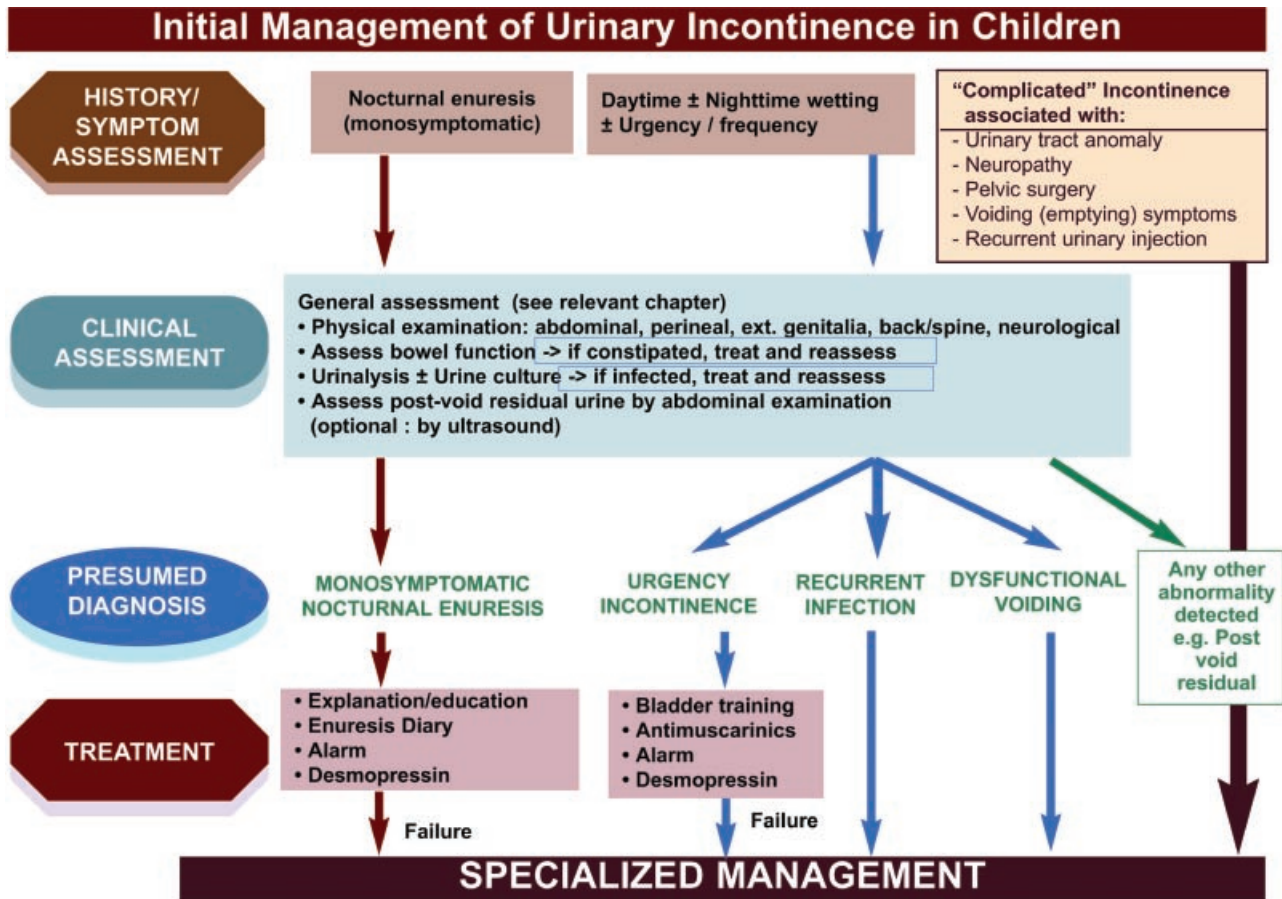 Initial Management of Urinary Incontinence in Children
HISTORY/
SYMPTOM
ASSESSMENT
Nocturnal enuresis
(monosymptomatic)
Daytime ± Nighttime wetting
± Urgency / frequency
“Complicated” Incontinence
associated with:
- Urinary tract anomaly
- Neuropathy
- Pelvic surgery
- Voiding (emptying) symptoms
- Recurrent urinary injection
CLINICAL
ASSESSMENT
General assessment (see relevant chapter)
• Physical examination: abdominal, perineal, ext. genitalia, back/spine, neurological
• Assess bowel function -> if constipated, treat and reassess
• Urinalysis ± Urine culture -> if infected, treat and reassess
• Assess post-void residual urine by abdominal examination
(optional : by ultrasound)
PRESUMED
DIAGNOSIS
MONOSYMPTOMATIC
NOCTURNAL ENURESIS
URGENCY
INCONTINENCE
RECURRENT
INFECTION
DYSFUNCTIONAL
VOIDING
Any other
abnormality
detected
e.g. Post
void
residual
TREATMENT
• Explanation/education
• Enuresis Diary
• Alarm
• Desmopressin
• Bladder training
• Antimuscarinics
• Alarm
• Desmopressin
Failure
Failure
SPECIALIZED MANAGEMENT